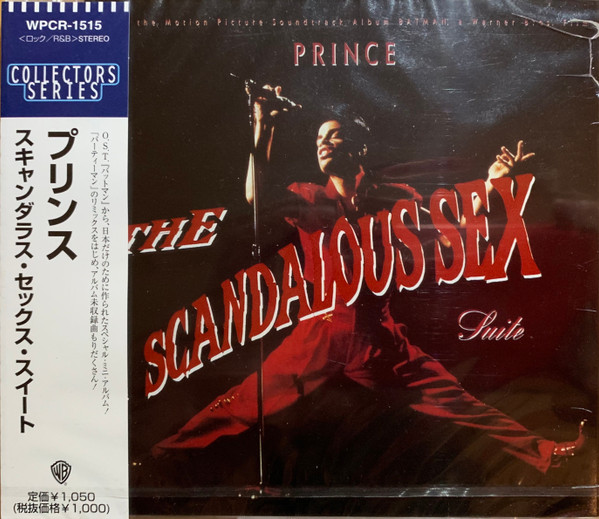 WPCR-1515
<ロック/R&B>STEREO
COLLECTORS
SERIES
プリンス
スキャンダラス・セックス・スイート
O.S.T.『バットマン』から、日本だけのために作られたスペシャル・ミニ・アルバム!
「パーティーマン」のリミックスをはじめ、アルバム未収録曲もりだくさん!
WB
定価¥1,050
(税抜価格¥1,000)
the Motion Picture Soundtrack Album BATMAN, a Warner Bros.
PRINCE
THE
SCANDALOUS SEX
Suite